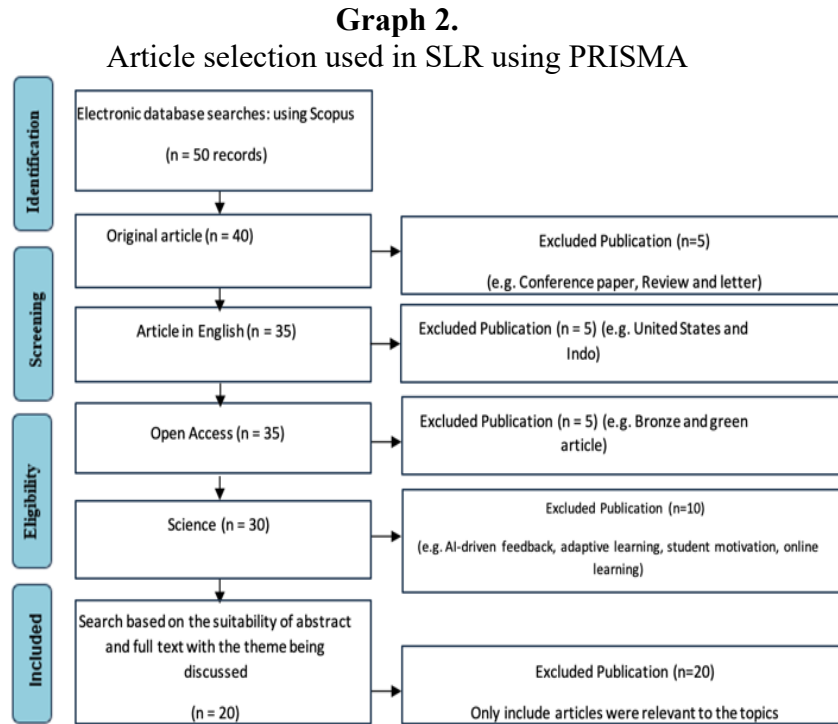 Graph 2.
Article selection used in SLR using PRISMA
Identification
Electronic database searches: using Scopus
(n = 50 records)
Original article (n = 40)
Excluded Publication (n=5)
(e.g. Conference paper, Review and letter)
Screening
Article in English (n = 35)
Excluded Publication (n = 5) (e.g. United States and
Indo)
Open Access (n = 35)
Excluded Publication (n = 5) (e.g. Bronze and green
article)
Eligibility
Science (n = 30)
Excluded Publication (n=10)
(e.g. AI-driven feedback, adaptive learning, student motivation, online
learning)
Included
Search based on the suitability of abstract
and full text with the theme being
discussed
(n = 20)
Excluded Publication (n=20)
Only include articles were relevant to the topics